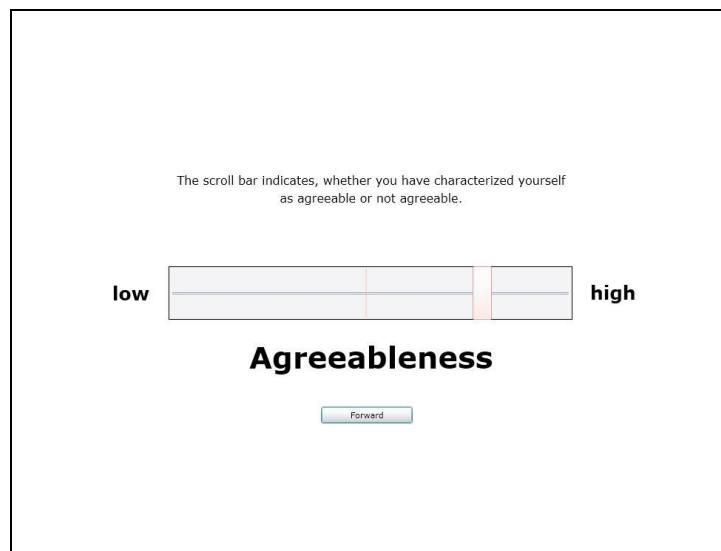 The scroll bar indicates, whether you have characterized yourself
as agreeable or not agreeable.
low
high
Agreeableness
Forward